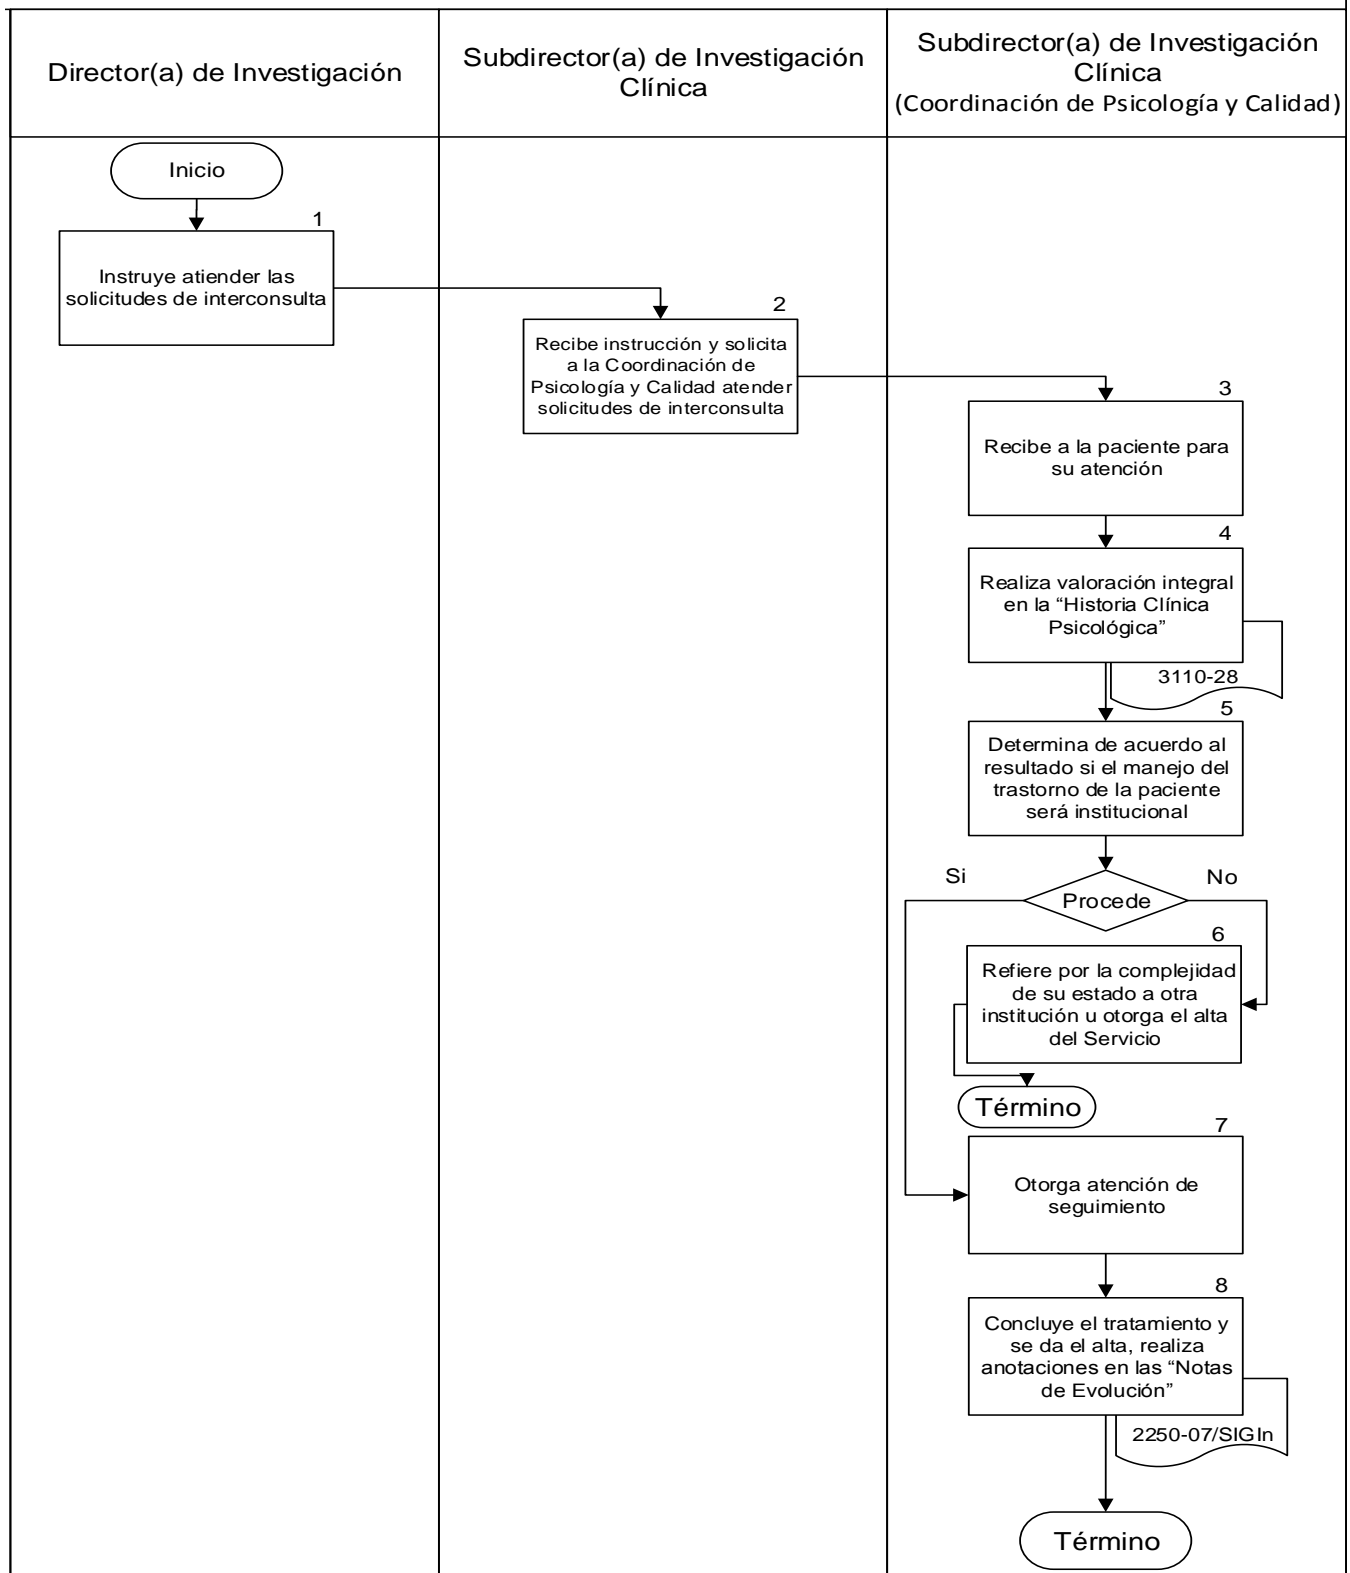 Director(a) de Investigación
Subdirector(a) de Investigación
Clínica
Subdirector(a) de Investigación
Clínica
(Coordinación de Psicología y Calidad)
Inicio
1
Instruye atiender las
solicitudes de interconsulta
2
Recibe instrucción y solicita
a la Coordinación de
Psicología y Calidad atender
solicitudes de interconsulta
3
Recibe a la paciente para
su atención
4
Realiza valoración integral
en la “Historia Clínica
Psicológica”
3110-28
5
Determina de acuerdo al
resultado si el manejo del
trastorno de la paciente
será institucional
Si
No
Procede
6
Refiere por la complejidad
de su estado a otra
institución u otorga el alta
del Servicio
Término
7
Otorga atención de
seguimiento
8
Concluye el tratamiento y
se da el alta, realiza
anotaciones en las “Notas
de Evolución”
2250-07/SIGIn
Término